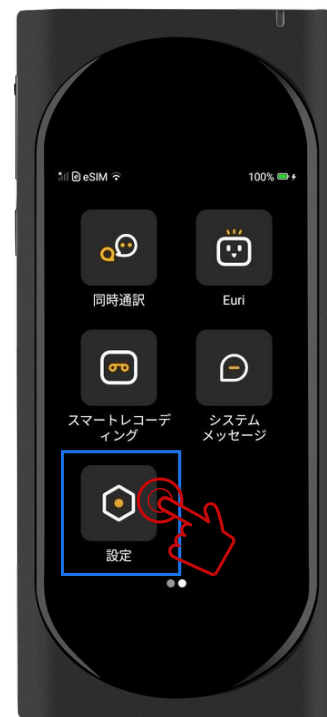 eSIM 100%
同時通訳 Euri
スマートレコーデ
ィング
システム
メッセージ
設定